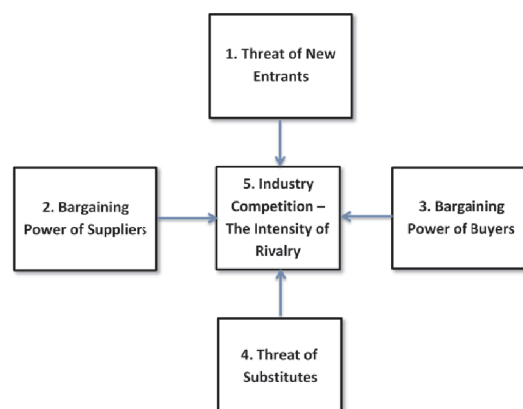 1. Threat of New
Entrants
2. Bargaining
Power of Suppliers
5. Industry
Competition –
The Intensity of
Rivalry
3. Bargaining
Power of Buyers
4. Threat of
Substitutes